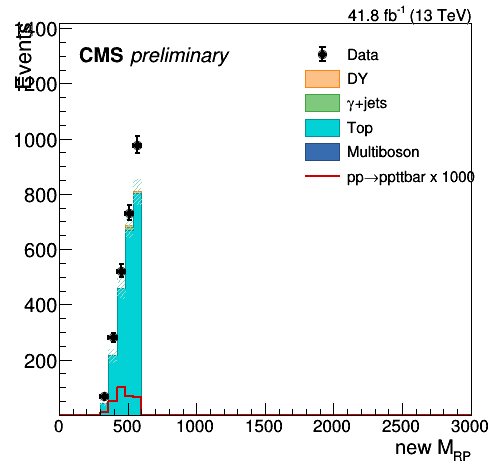 41.8 fb⁻¹ (13 TeV)
1400
Events
CMS preliminary
Data
DY
γ+jets
Top
Multiboson
pp→ppttbar x 1000
1200
1000
800
600
400
200
0 500 1000 1500 2000 2500 3000
new M_RP